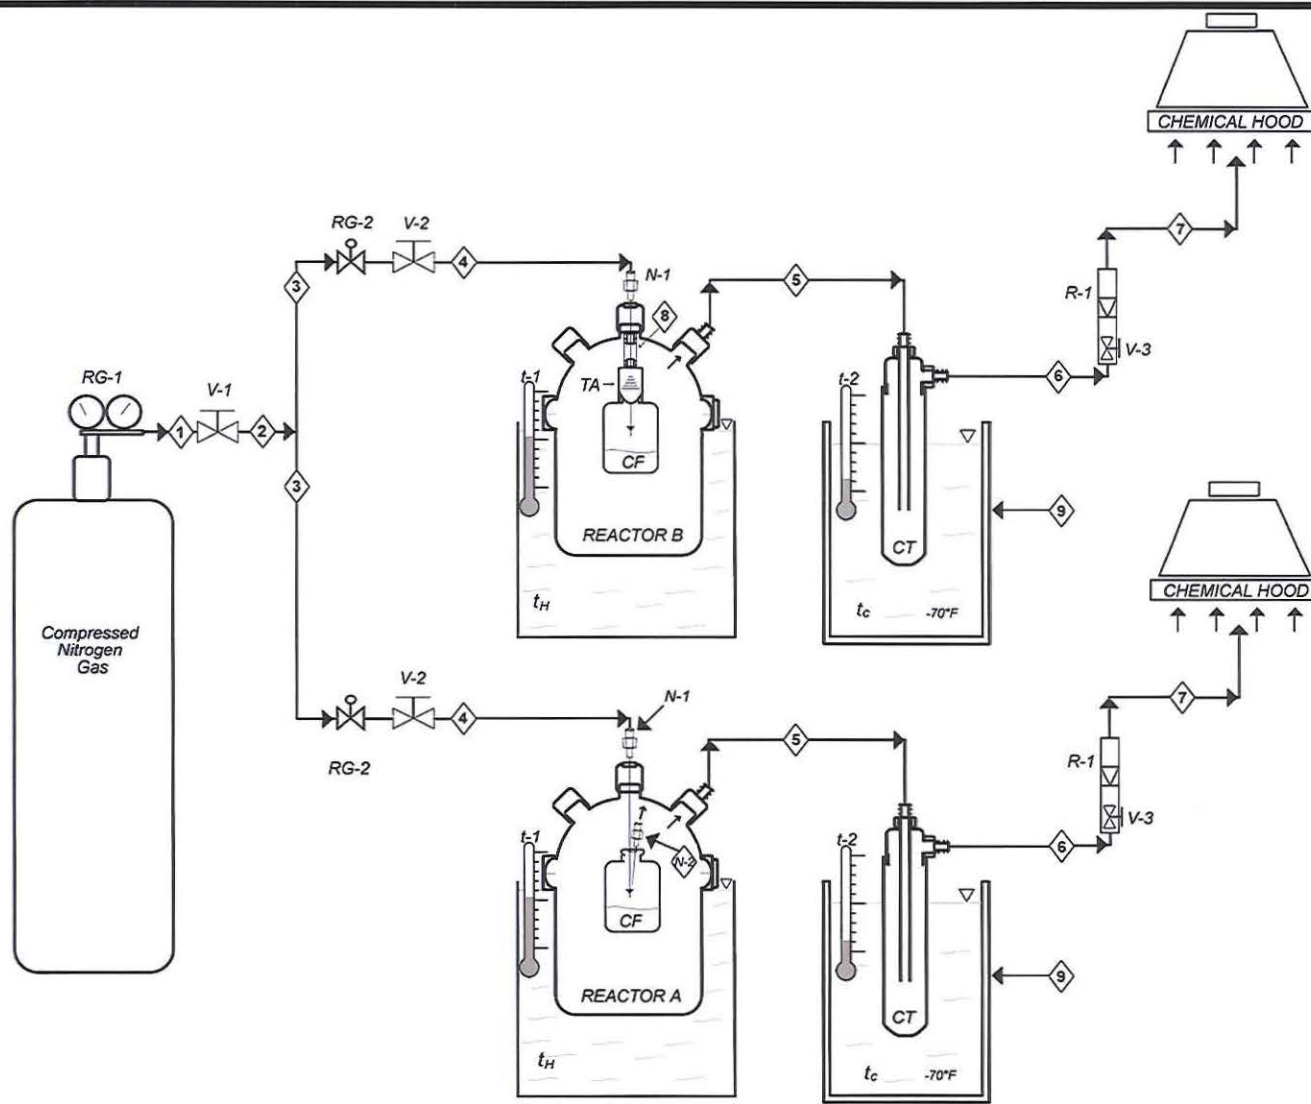 CHEMICAL HOOD
RG-2
V-2
4
N-1
3
5
7
R-1
V-3
8
RG-1
V-1
1
2
t-1
TA
CF
t-2
6
REACTOR B
CT
9
tH
tc
-70°F
3
CHEMICAL HOOD
Compressed
Nitrogen
Gas
V-2
N-1
4
RG-2
5
7
R-1
V-3
t-1
N-2
t-2
6
CF
REACTOR A
CT
9
tH
tc
-70°F